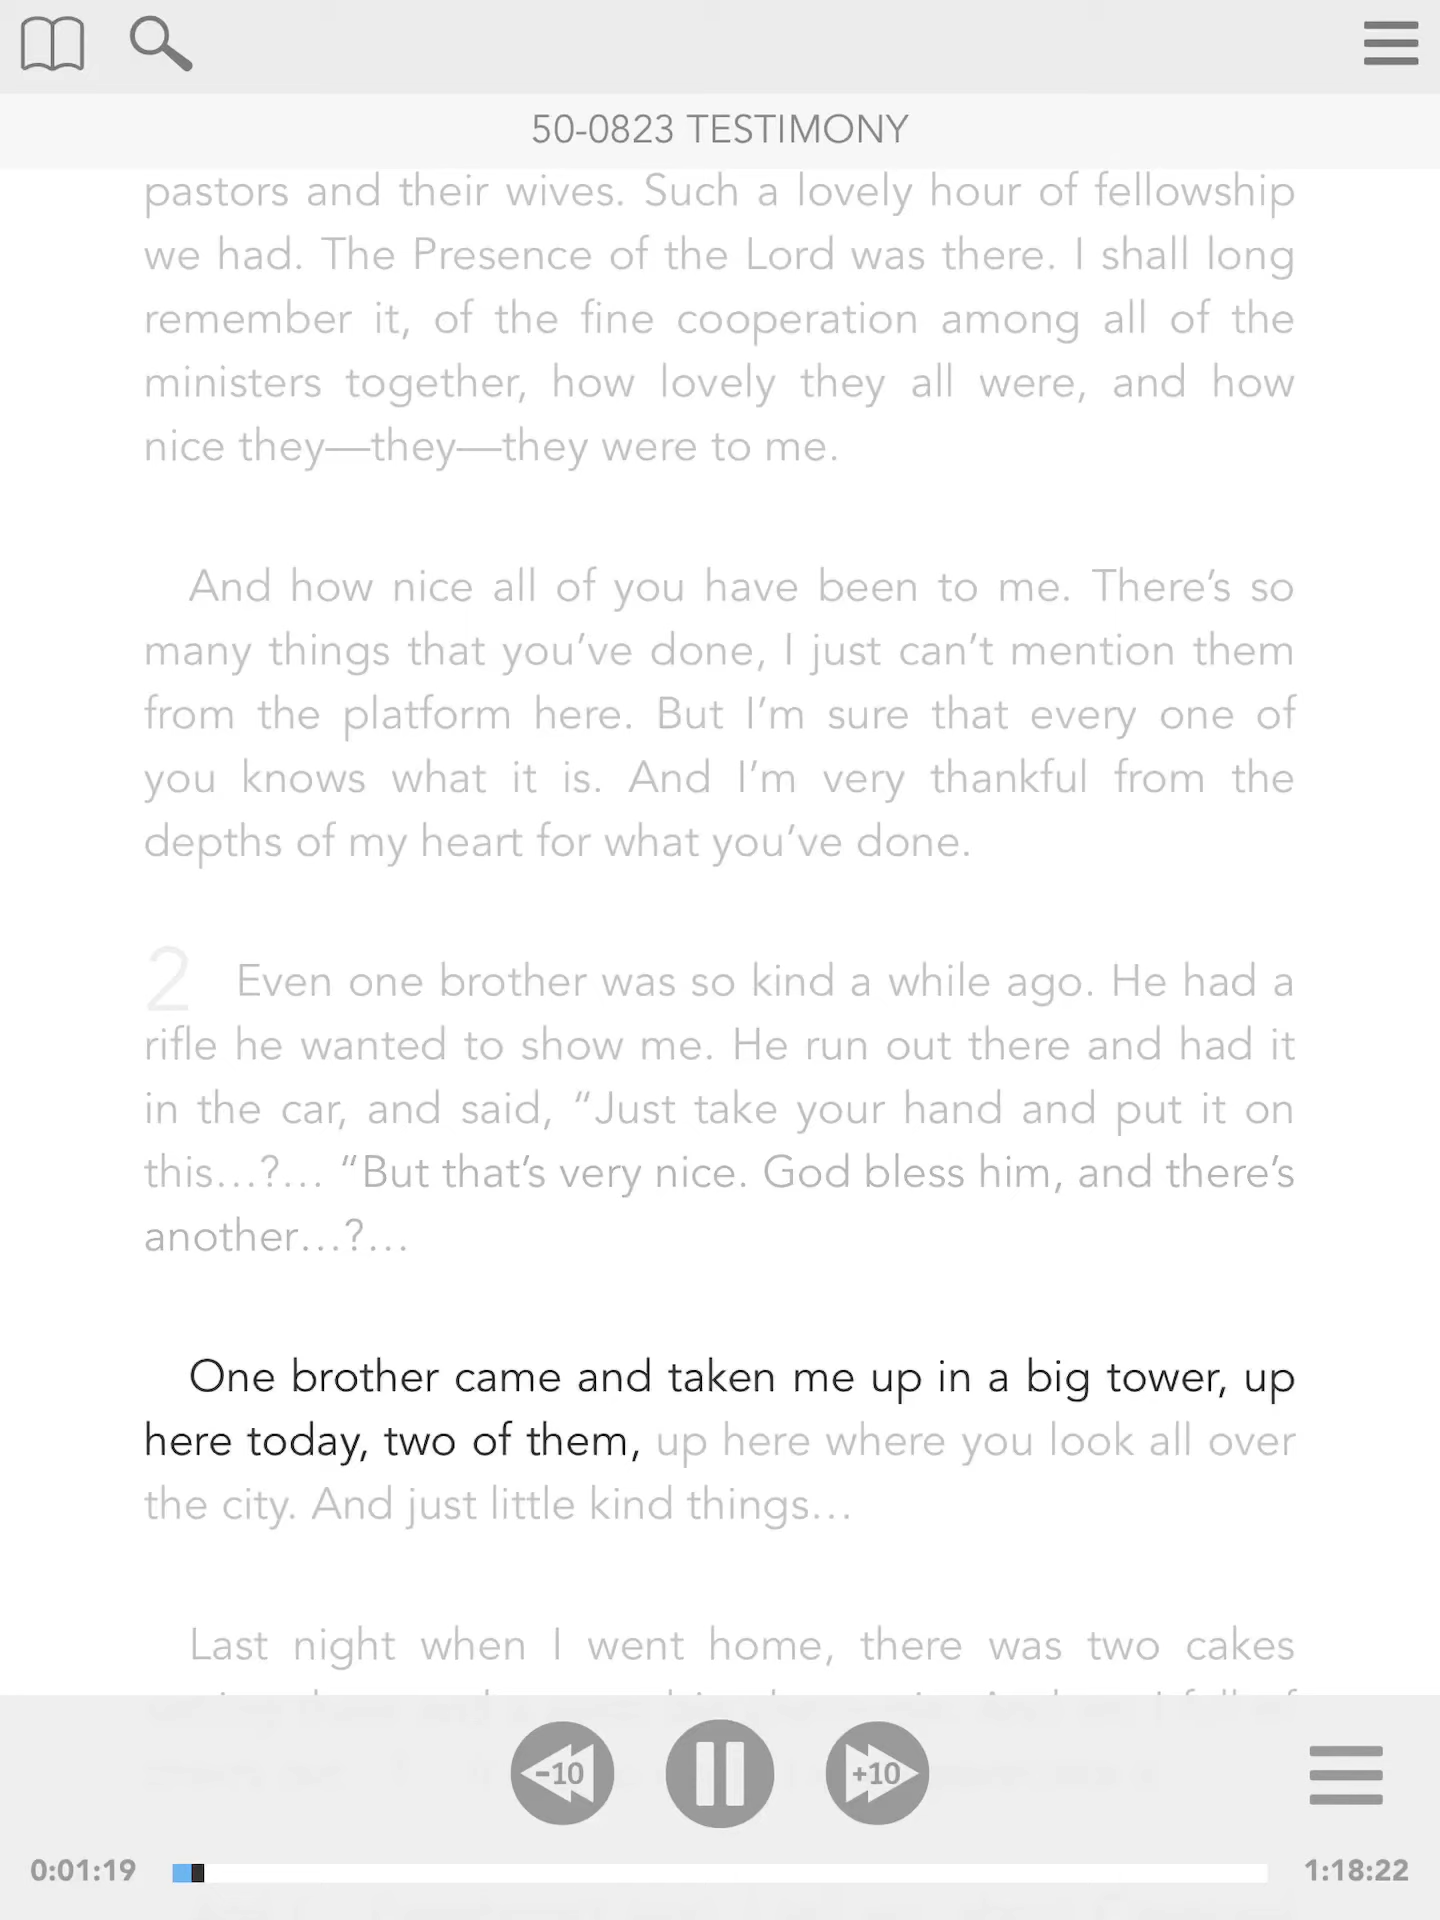 50-0823 TESTIMONY
pastors and their wives. Such a lovely hour of fellowship
we had. The Presence of the Lord was there. I shall long
remember it, of the fine cooperation among all of the
ministers together, how lovely they all were, and how
nice they—they—they were to me.
And how nice all of you have been to me. There’s so
many things that you’ve done, I just can’t mention them
from the platform here. But I’m sure that every one of
you knows what it is. And I’m very thankful from the
depths of my heart for what you’ve done.
2 Even one brother was so kind a while ago. He had a
rifle he wanted to show me. He run out there and had it
in the car, and said, “Just take your hand and put it on
this…?… “But that’s very nice. God bless him, and there’s
another…?…
One brother came and taken me up in a big tower, up
here today, two of them, up here where you look all over
the city. And just little kind things…
Last night when I went home, there was two cakes
-10 +10
0:01:19 1:18:22